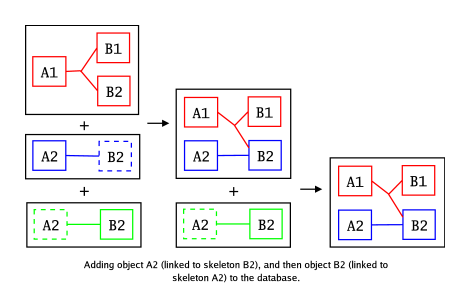 B1
A1
B2
+
A2 B2
+
A2 B2
A1 B1
A2 B2
+
A2 B2
A1 B1
A2 B2
Adding object A2 (linked to skeleton B2), and then object B2 (linked to
skeleton A2) to the database.